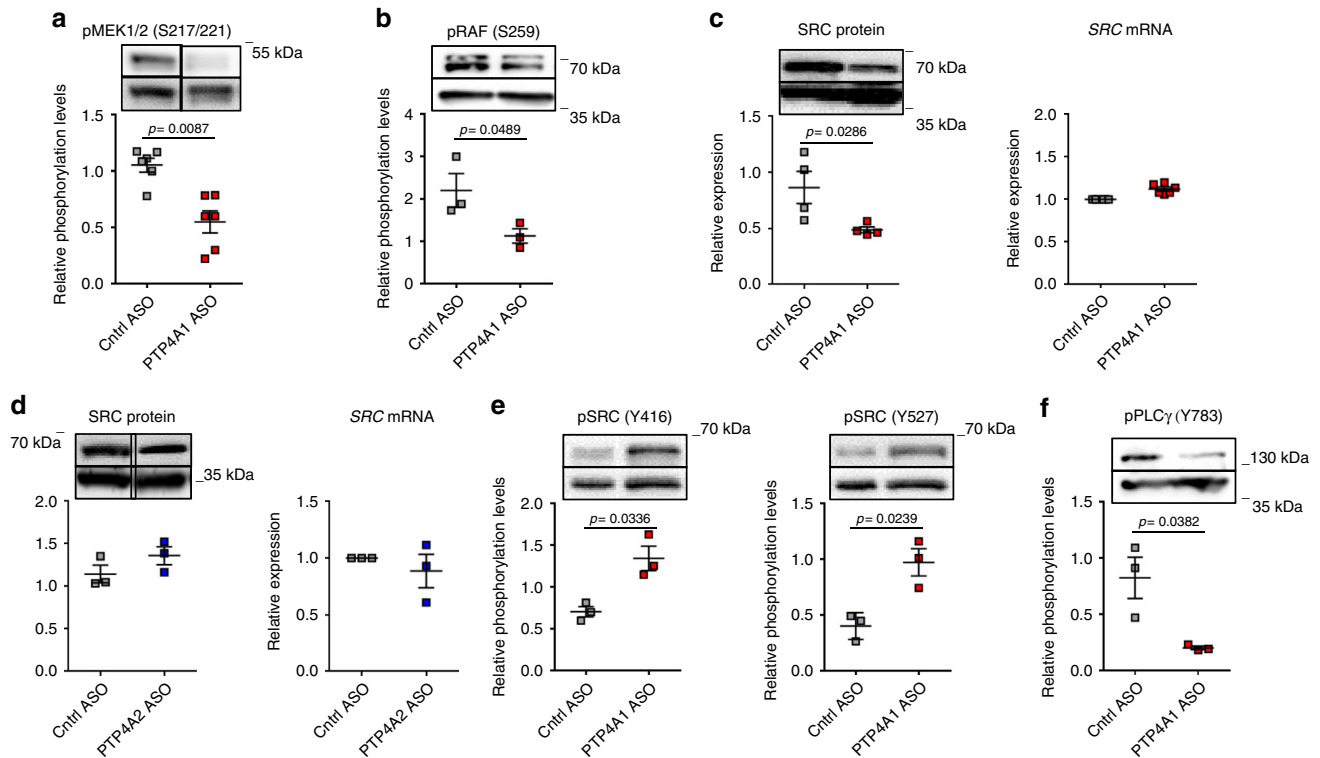 a
pMEK1/2 (S217/221)
55 kDa
Relative phosphorylation levels
1.5
1.0
0.5
0.0
p= 0.0087
Cntrl ASO
PTP4A1 ASO
b
pRAF (S259)
70 kDa
35 kDa
Relative phosphorylation levels
4
3
2
1
0
p= 0.0489
Cntrl ASO
PTP4A1 ASO
c
SRC protein
70 kDa
35 kDa
Relative expression
1.5
1.0
0.5
0.0
p= 0.0286
Cntrl ASO
PTP4A1 ASO
SRC mRNA
Relative expression
2.0
1.5
1.0
0.5
0.0
Cntrl ASO
PTP4A1 ASO
d
SRC protein
70 kDa
35 kDa
2.0
1.5
1.0
0.5
0.0
Cntrl ASO
PTP4A2 ASO
SRC mRNA
Relative expression
1.5
1.0
0.5
0.0
Cntrl ASO
PTP4A2 ASO
e
pSRC (Y416)
70 kDa
Relative phosphorylation levels
2.0
1.5
1.0
0.5
0.0
p= 0.0336
Cntrl ASO
PTP4A1 ASO
pSRC (Y527)
70 kDa
Relative phosphorylation levels
1.5
1.0
0.5
0.0
p= 0.0239
Cntrl ASO
PTP4A1 ASO
f
pPLCγ (Y783)
130 kDa
35 kDa
Relative phosphorylation levels
1.5
1.0
0.5
0.0
p= 0.0382
Cntrl ASO
PTP4A1 ASO